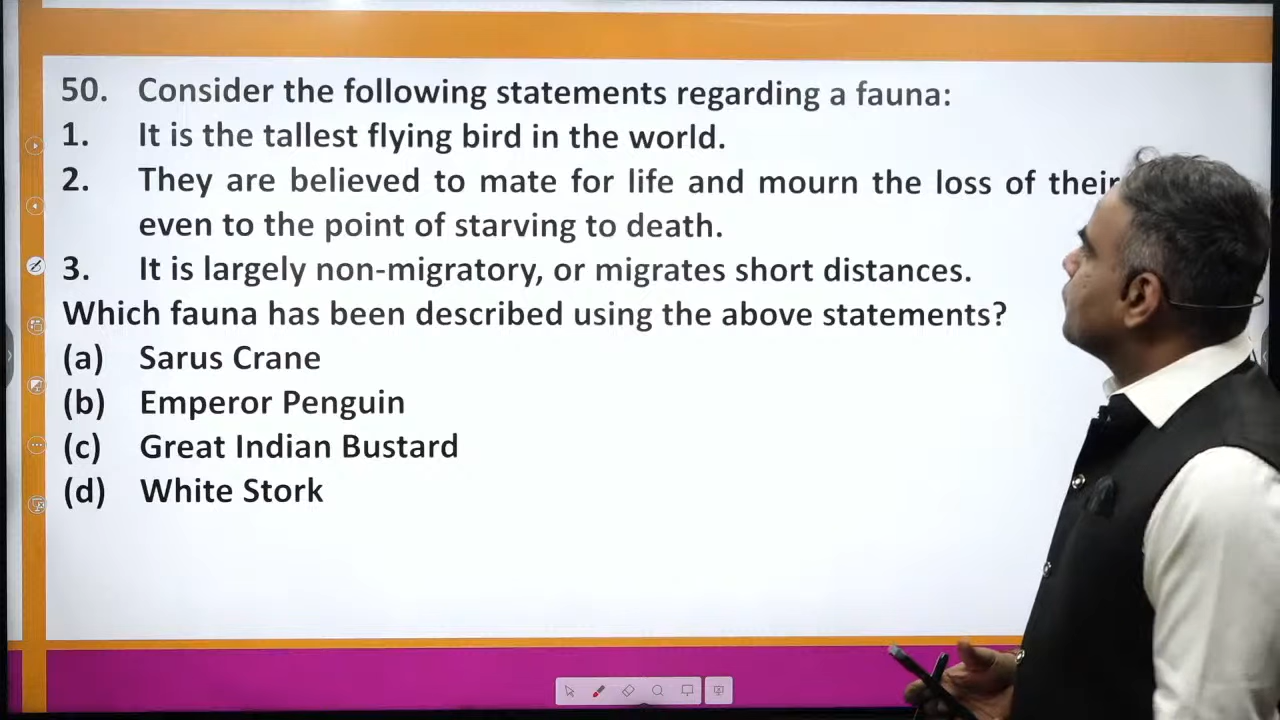 50. Consider the following statements regarding a fauna:
1. It is the tallest flying bird in the world.
2. They are believed to mate for life and mourn the loss of their
even to the point of starving to death.
3. It is largely non-migratory, or migrates short distances.
Which fauna has been described using the above statements?
(a) Sarus Crane
(b) Emperor Penguin
(c) Great Indian Bustard
(d) White Stork